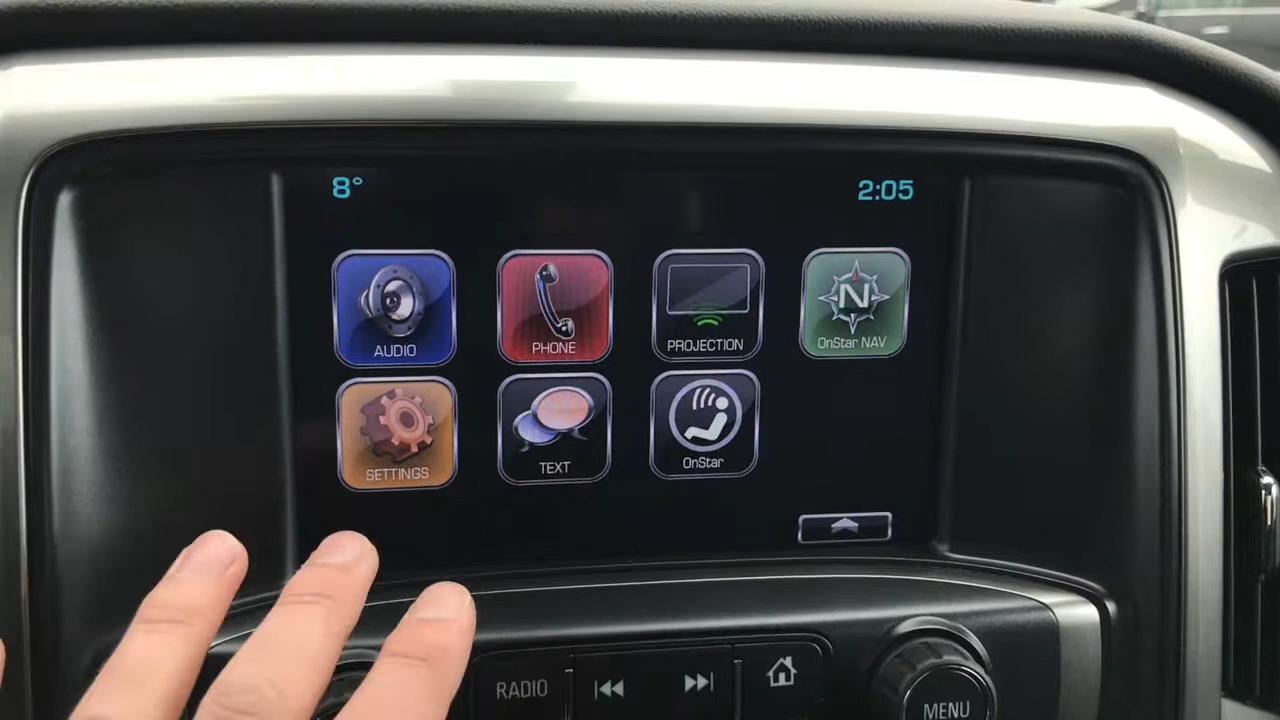 8°
2:05
AUDIO
PHONE
PROJECTION
N
OnStar NAV
SETTINGS
TEXT
OnStar
RADIO
MENU